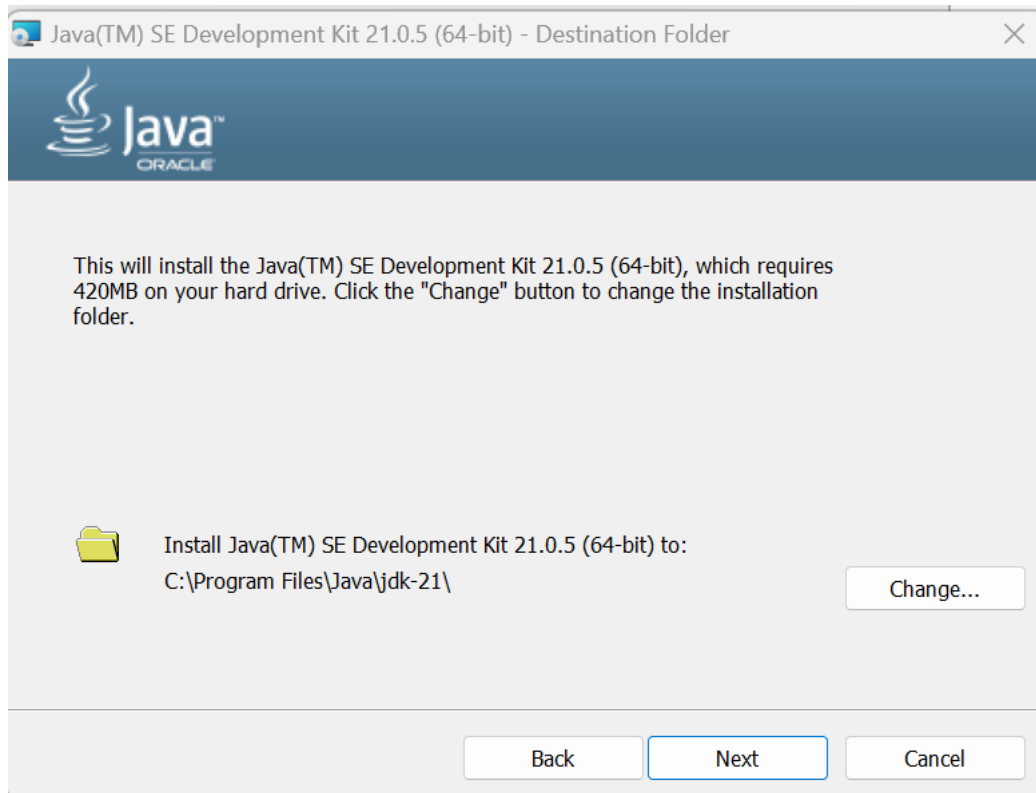 Java(TM) SE Development Kit 21.0.5 (64-bit) - Destination Folder
Java™
ORACLE
This will install the Java(TM) SE Development Kit 21.0.5 (64-bit), which requires
420MB on your hard drive. Click the "Change" button to change the installation
folder.
Install Java(TM) SE Development Kit 21.0.5 (64-bit) to:
C:\Program Files\Java\jdk-21\
Change...
Back
Next
Cancel